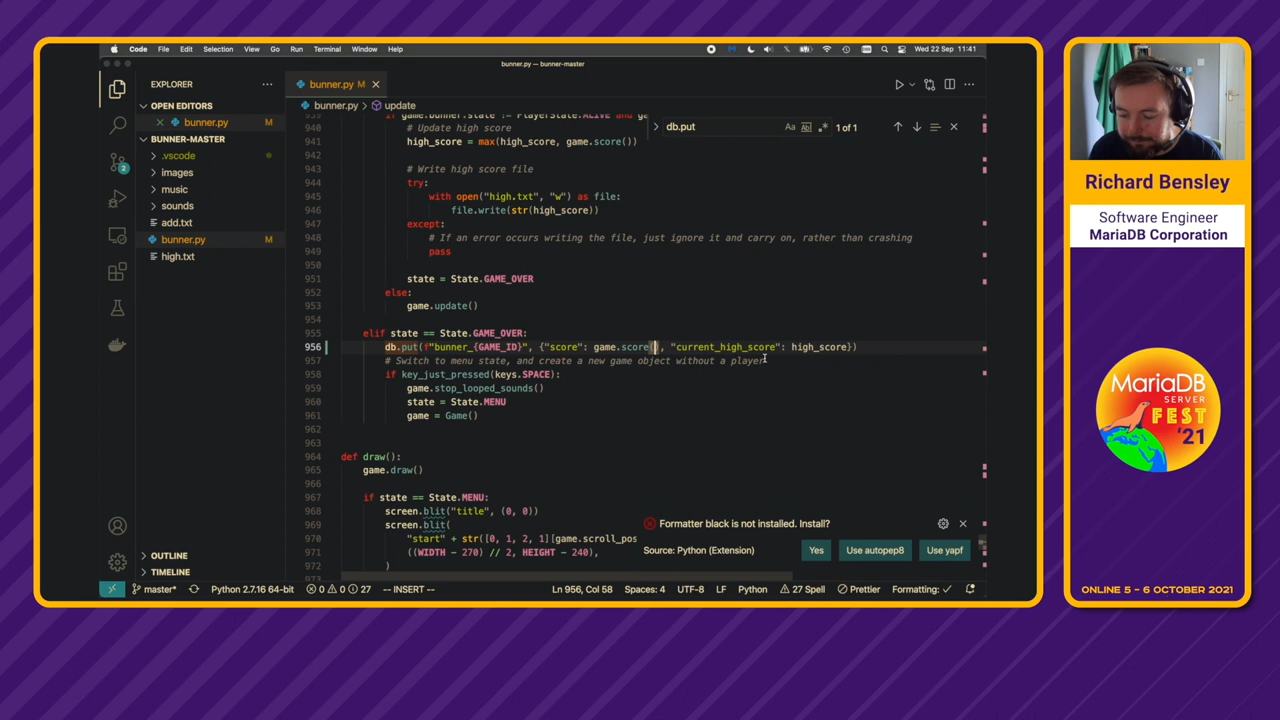 Code File Edit Selection View Go Run Terminal Window Help Wed 22 Sep 11:41
bunner.py — bunner-master
EXPLORER
OPEN EDITORS
bunner.py M
BUNNER-MASTER
.vscode
images
music
sounds
add.txt
bunner.py M
high.txt
OUTLINE
TIMELINE
2
bunner.py M
bunner.py > update
db.put
Aa ab 1 of 1
940 # Update high score
941 high_score = max(high_score, game.score())
942
943 # Write high score file
944 try:
945 with open("high.txt", "w") as file:
946 file.write(str(high_score))
947 except:
948 # If an error occurs writing the file, just ignore it and carry on, rather than crashing
949 pass
950
951 state = State.GAME_OVER
952 else:
953 game.update()
954
955 elif state == State.GAME_OVER:
956 db.put(f"bunner_{GAME_ID}", {"score": game.score(), "current_high_score": high_score})
957 # Switch to menu state, and create a new game object without a player
958 if key_just_pressed(keys.SPACE):
959 game.stop_looped_sounds()
960 state = State.MENU
961 game = Game()
962
963
964 def draw():
965 game.draw()
966
967 if state == State.MENU:
968 screen.blit("title", (0, 0))
969 screen.blit(
970 "start" + str([0, 1, 2, 1][game.scroll_pos
971 ((WIDTH - 270) // 2, HEIGHT - 240),
972 )
Formatter black is not installed. Install?
Source: Python (Extension)
Yes
Use autopep8
Use yapf
master* Python 2.7.16 64-bit 0 0 27 -- INSERT -- Ln 956, Col 58 Spaces: 4 UTF-8 LF Python 27 Spell Prettier Formatting:
Richard Bensley
Software Engineer
MariaDB Corporation
MariaDB
SERVER
FEST
'21
ONLINE 5 - 6 OCTOBER 2021